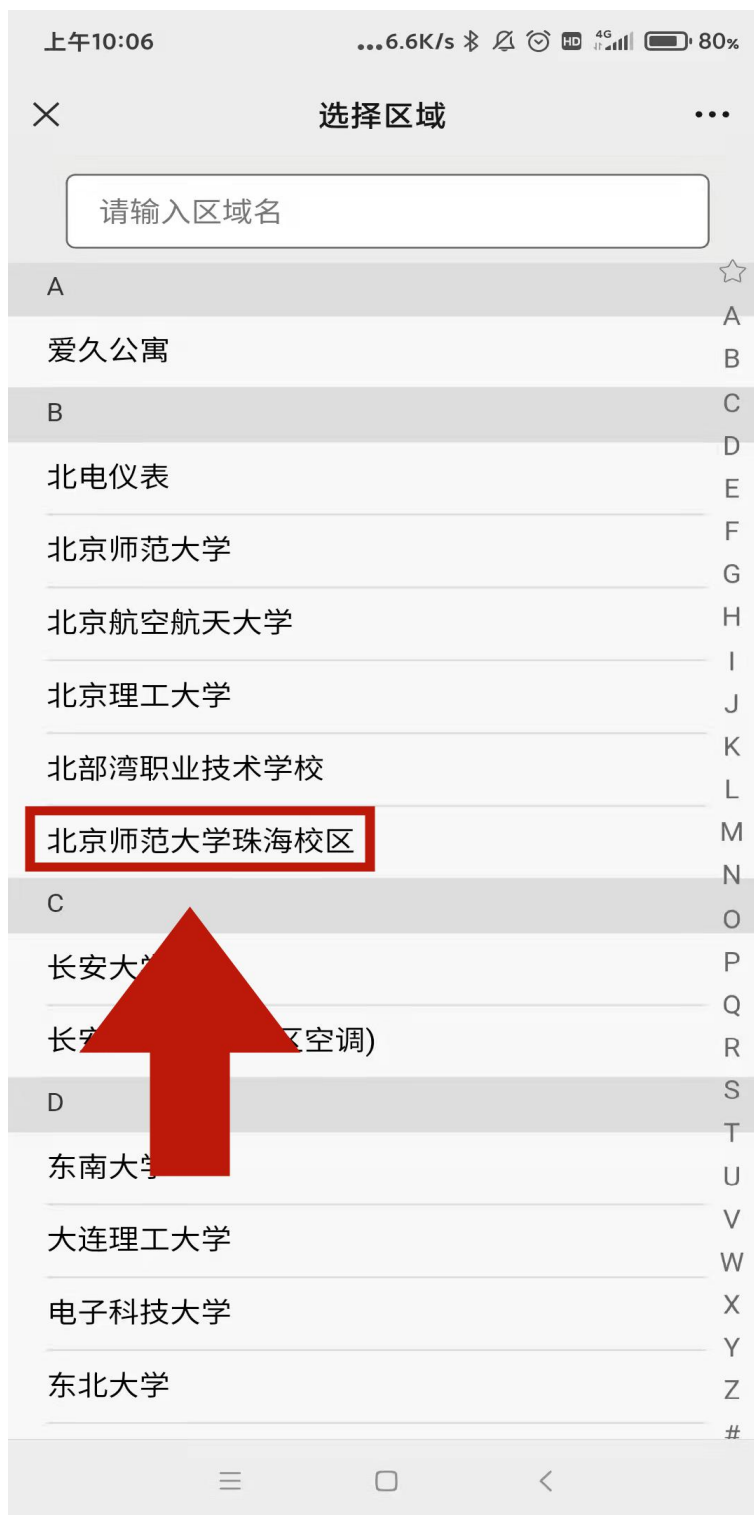 上午10:06 ...6.6K/s HD 4G 80%
选择区域
请输入区域名
A
爱久公寓
B
北电仪表
北京师范大学
北京航空航天大学
北京理工大学
北部湾职业技术学校
北京师范大学珠海校区
C
长安大
区空调)
D
东南大
大连理工大学
电子科技大学
东北大学
A
B
C
D
E
F
G
H
I
J
K
L
M
N
O
P
Q
R
S
T
U
V
W
X
Y
Z
#